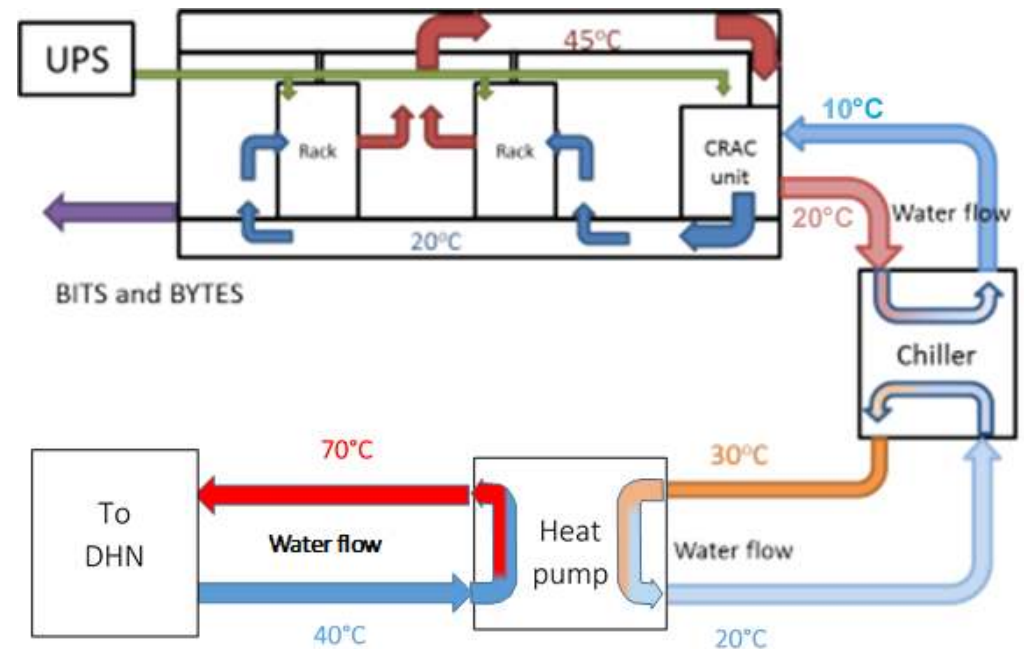 UPS
45°C
10°C
Rack
Rack
CRAC
unit
20°C
Water flow
20°C
BITS and BYTES
Chiller
70°C
30°C
To
DHN
Water flow
Heat
pump
Water flow
40°C
20°C